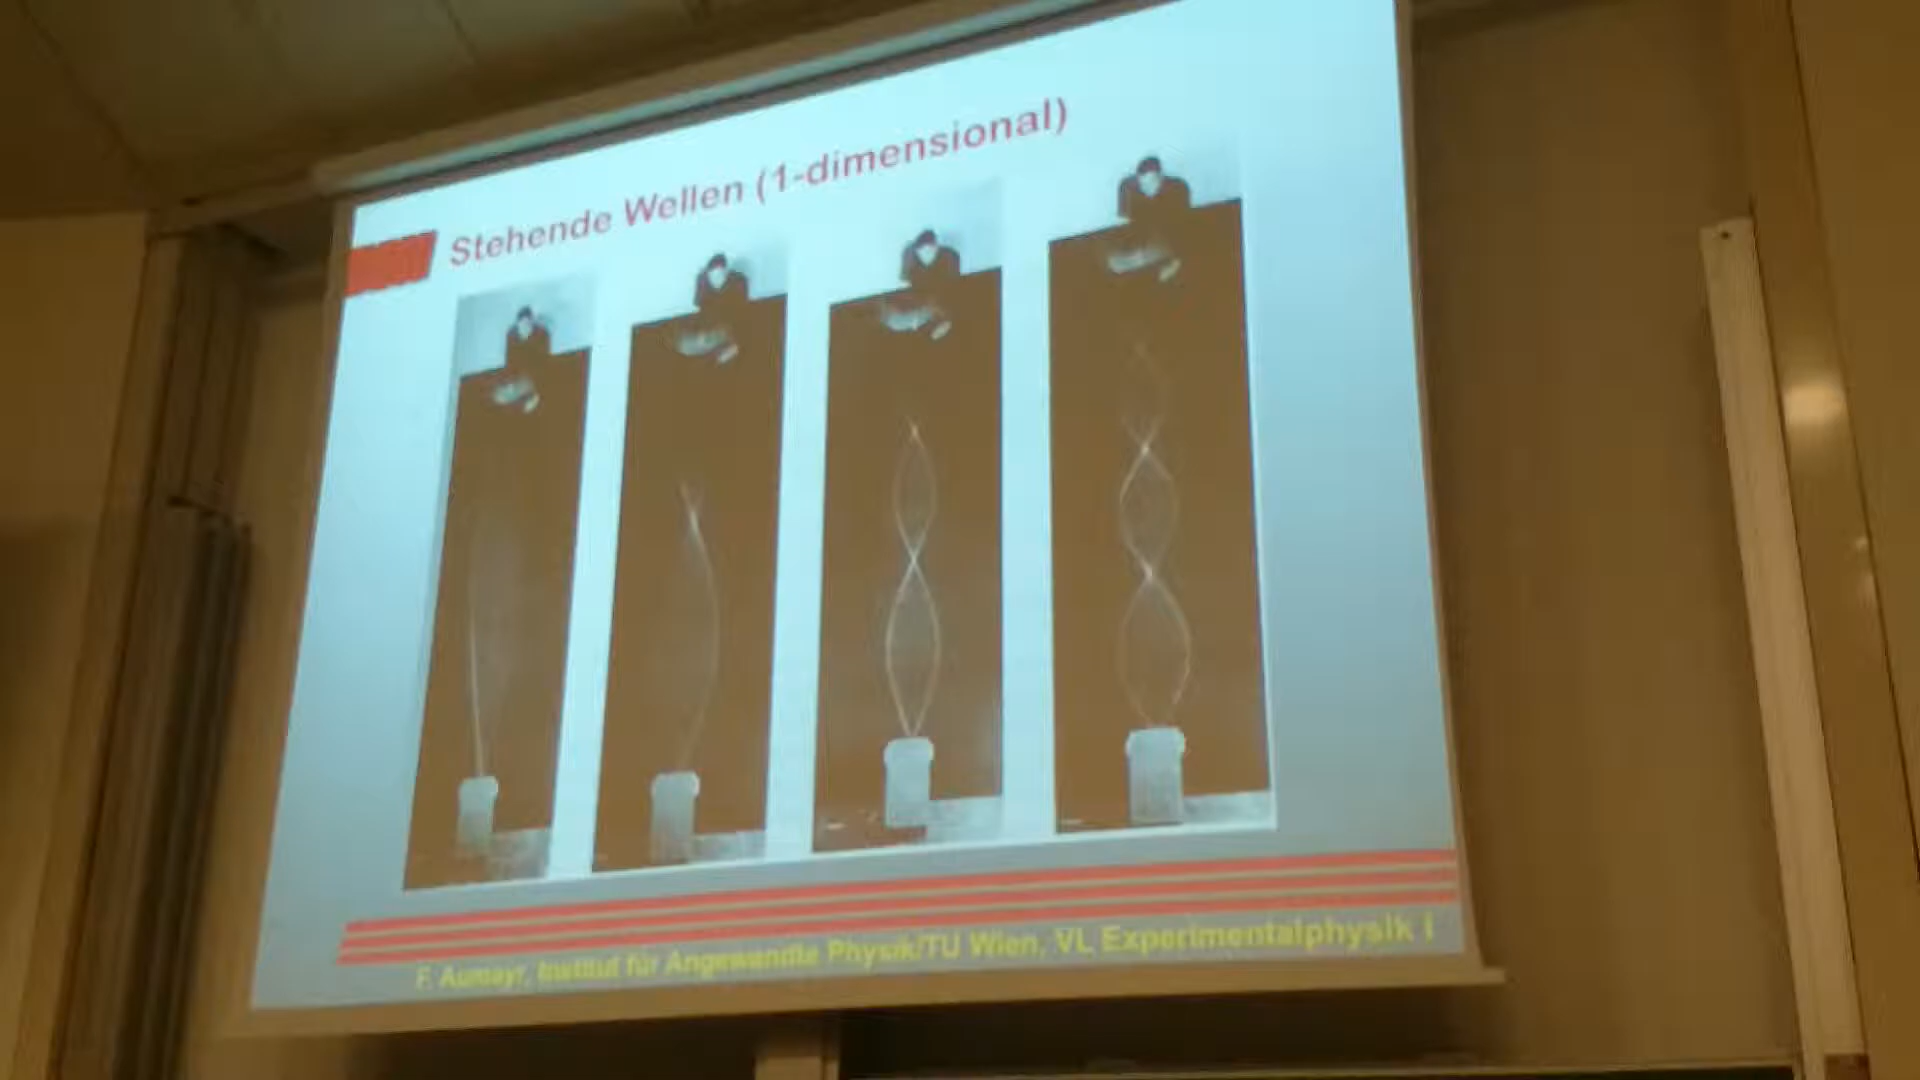 Stehende Wellen (1-dimensional)
F. Aumayr, Institut für Angewandte Physik/TU Wien, VL Experimentalphysik I